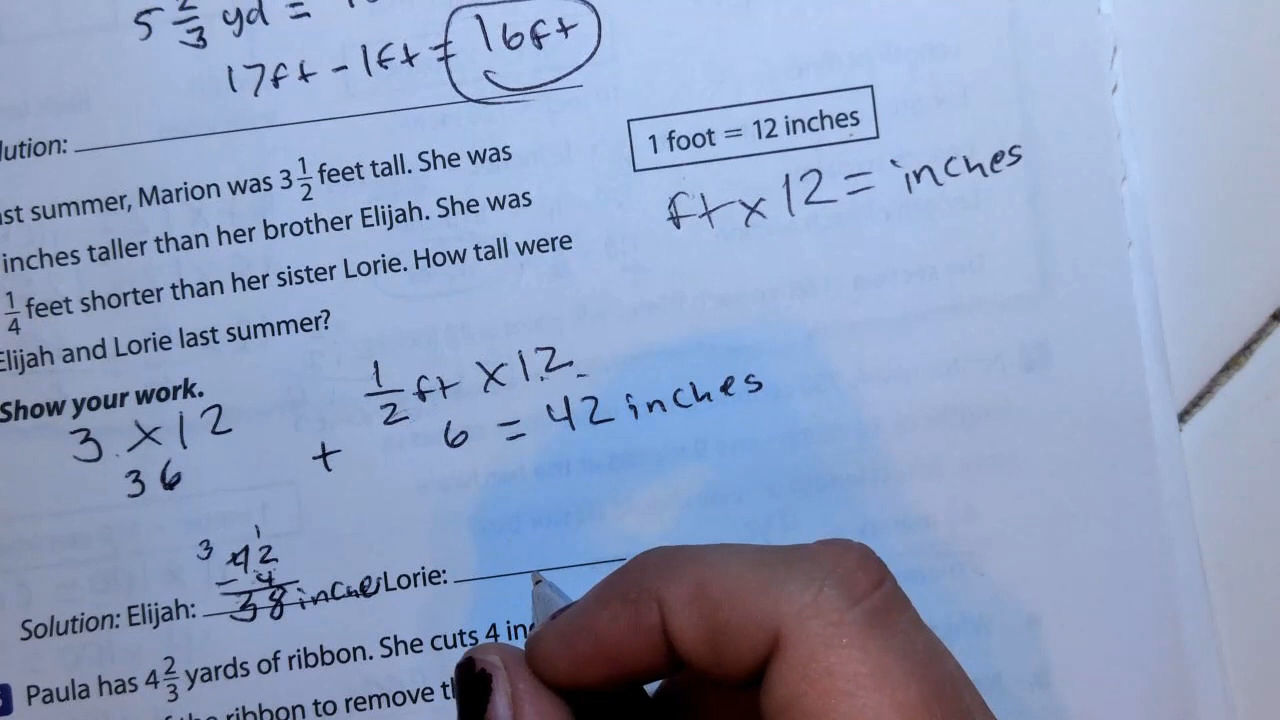 5 2/3 yd =
17ft - 1ft = 16ft
lution:
1 foot = 12 inches
ft x 12 = inches
st summer, Marion was 3 1/2 feet tall. She was
inches taller than her brother Elijah. She was
1/4 feet shorter than her sister Lorie. How tall were
Elijah and Lorie last summer?
Show your work.
3 x 12 1/2 ft x 12
36 + 6 = 42 inches
3 1
42
- 4
Solution: Elijah: 38 inches Lorie:
Paula has 4 2/3 yards of ribbon. She cuts 4 in
ribbon to remove